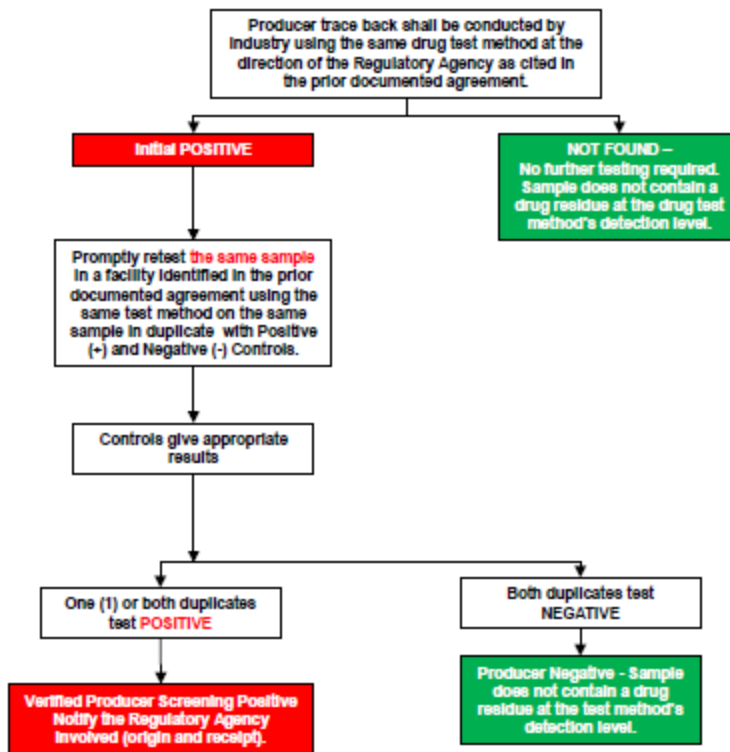 Producer trace back shall be conducted by
Industry using the same drug test method at the
direction of the Regulatory Agency as cited in
the prior documented agreement.
Initial POSITIVE
NOT FOUND –
No further testing required.
Sample does not contain a
drug residue at the drug test
method's detection level.
Promptly retest the same sample
in a facility identified in the prior
documented agreement using the
same test method on the same
sample in duplicate with Positive
(+) and Negative (-) Controls.
Controls give appropriate
results
One (1) or both duplicates
test POSITIVE
Both duplicates test
NEGATIVE
Verified Producer Screening Positive
Notify the Regulatory Agency
Involved (origin and receipt).
Producer Negative - Sample
does not contain a drug
residue at the test method's
detection level.